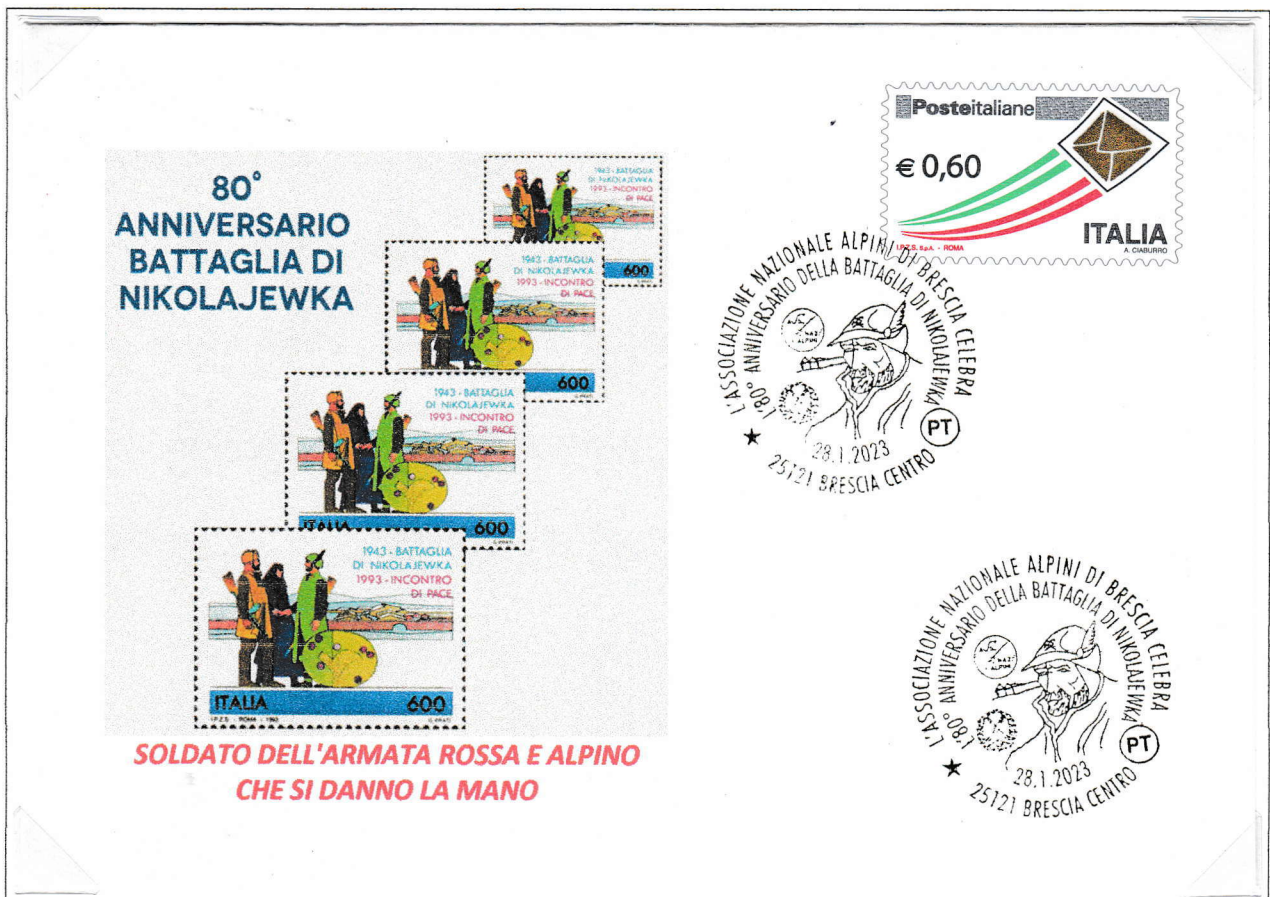 80°
ANNIVERSARIO
BATTAGLIA DI
NIKOLAJEWKA
1943 - BATTAGLIA
DI NIKOLAJEWKA
1993 - INCONTRO
DI PACE
600
1943 - BATTAGLIA
DI NIKOLAJEWKA
1993 - INCONTRO
DI PACE
600
1943 - BATTAGLIA
DI NIKOLAJEWKA
1993 - INCONTRO
DI PACE
ITALIA 600
1943 - BATTAGLIA
DI NIKOLAJEWKA
1993 - INCONTRO
DI PACE
ITALIA 600
I.P.Z.S. - ROMA - 1993
SOLDATO DELL'ARMATA ROSSA E ALPINO
CHE SI DANNO LA MANO
Posteitaliane
€ 0,60
ITALIA
I.P.Z.S. S.p.A. - ROMA
A. CIABURRO
L'ASSOCIAZIONE NAZIONALE ALPINI DI BRESCIA CELEBRA
L'80° ANNIVERSARIO DELLA BATTAGLIA DI NIKOLAJEWKA
PT
28.1.2023
25121 BRESCIA CENTRO
L'ASSOCIAZIONE NAZIONALE ALPINI DI BRESCIA CELEBRA
L'80° ANNIVERSARIO DELLA BATTAGLIA DI NIKOLAJEWKA
PT
28.1.2023
25121 BRESCIA CENTRO